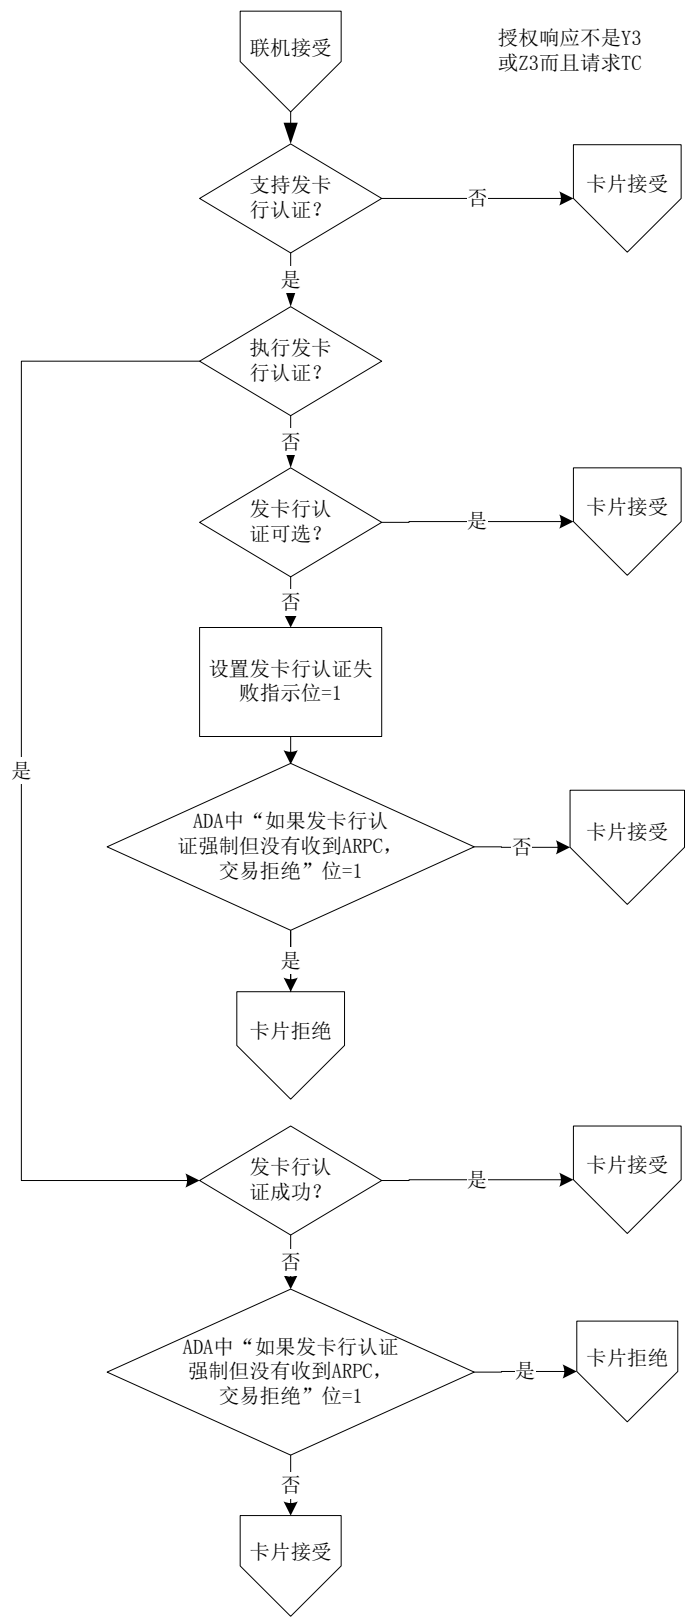 联机接受
授权响应不是Y3
或Z3而且请求TC
支持发卡
行认证?
否
卡片接受
是
执行发卡
行认证?
否
发卡行认
证可选?
是
卡片接受
否
设置发卡行认证失
败指示位=1
是
ADA中“如果发卡行认
证强制但没有收到ARPC,
交易拒绝”位=1
否
卡片接受
是
卡片拒绝
发卡行认
证成功?
是
卡片接受
否
ADA中“如果发卡行认证
强制但没有收到ARPC,
交易拒绝”位=1
是
卡片拒绝
否
卡片接受